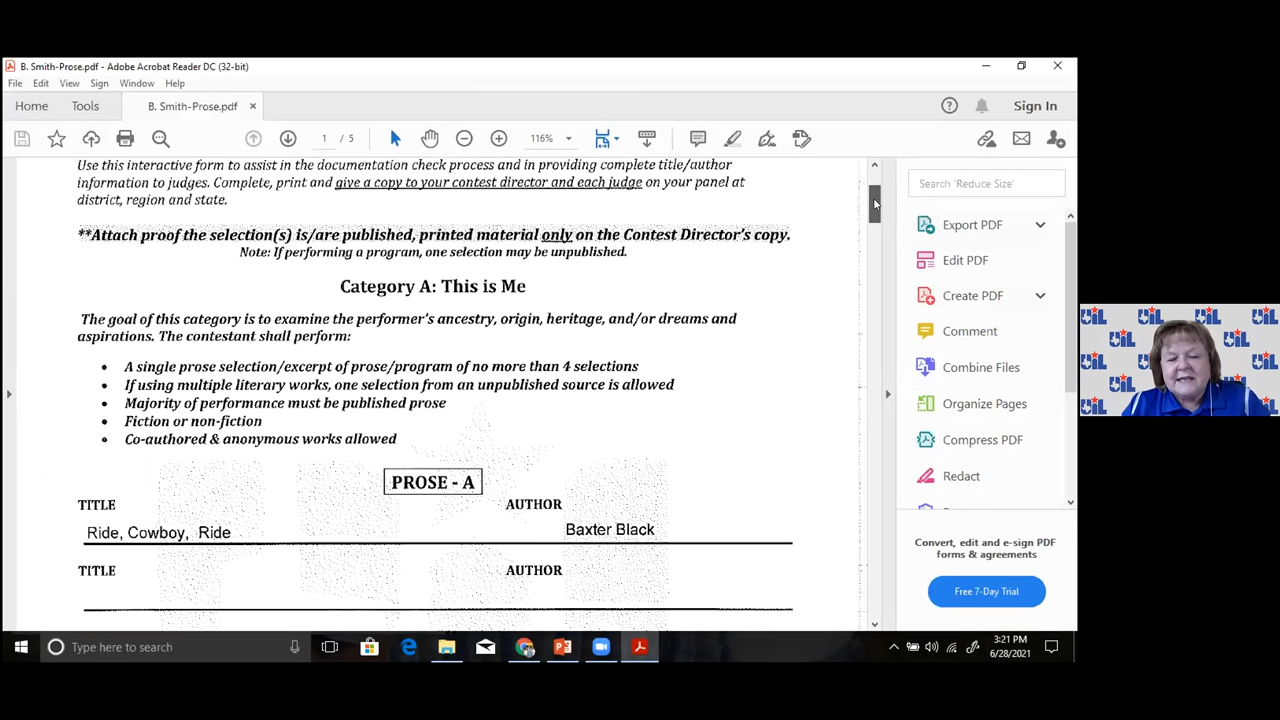 B. Smith-Prose.pdf - Adobe Acrobat Reader DC (32-bit)
File Edit View Sign Window Help
Home Tools B. Smith-Prose.pdf × Sign In
1 / 5 116%
Use this interactive form to assist in the documentation check process and in providing complete title/author
information to judges. Complete, print and give a copy to your contest director and each judge on your panel at
district, region and state.
**Attach proof the selection(s) is/are published, printed material only on the Contest Director's copy.
Note: If performing a program, one selection may be unpublished.
Category A: This is Me
The goal of this category is to examine the performer's ancestry, origin, heritage, and/or dreams and
aspirations. The contestant shall perform:
• A single prose selection/excerpt of prose/program of no more than 4 selections
• If using multiple literary works, one selection from an unpublished source is allowed
• Majority of performance must be published prose
• Fiction or non-fiction
• Co-authored & anonymous works allowed
PROSE - A
TITLE AUTHOR
Ride, Cowboy, Ride Baxter Black
TITLE AUTHOR
Search 'Reduce Size'
Export PDF
Edit PDF
Create PDF
Comment
Combine Files
Organize Pages
Compress PDF
Redact
Convert, edit and e-sign PDF
forms & agreements
Free 7-Day Trial
UIL UIL UIL UIL
UIL UIL
UIL UIL
Type here to search
3:21 PM
6/28/2021